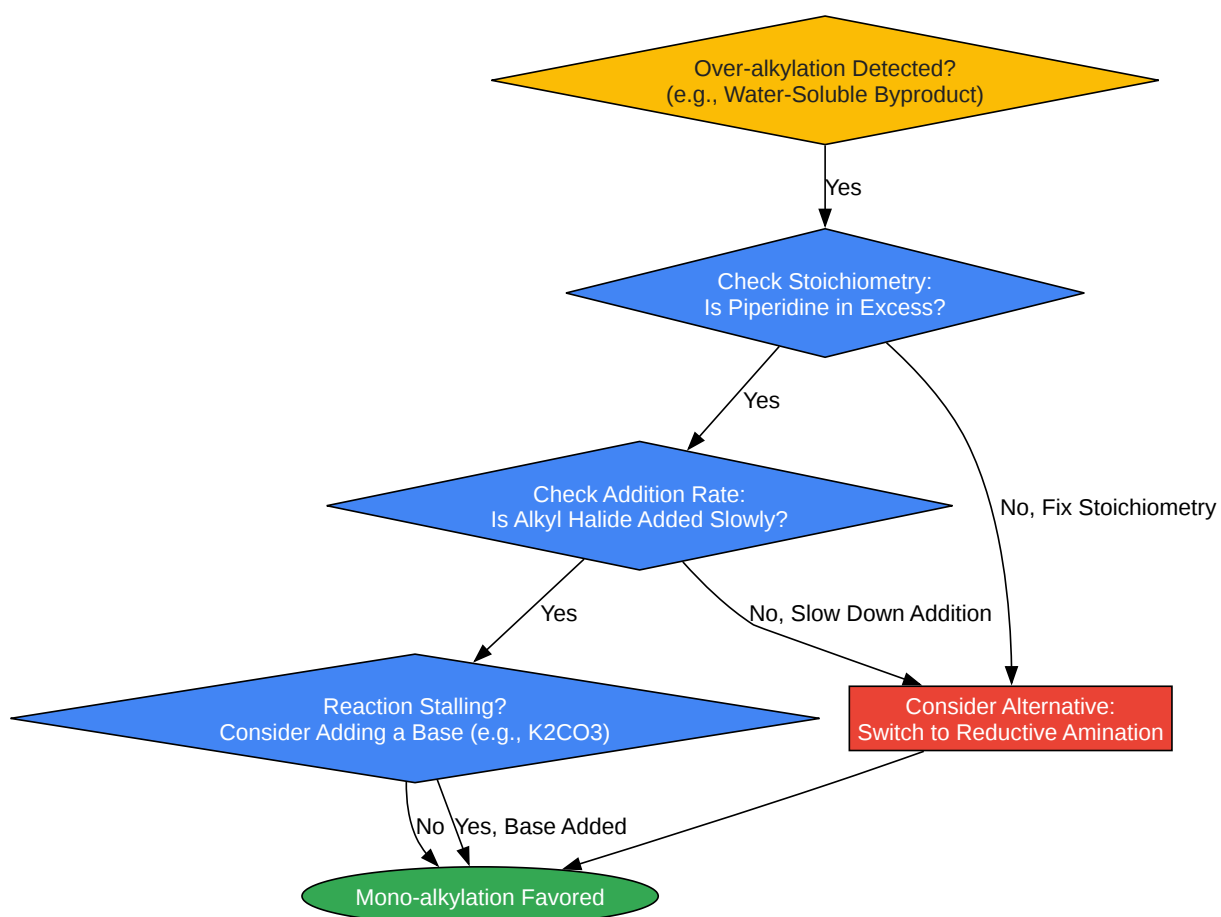 Over-alkylation Detected?
(e.g., Water-Soluble Byproduct)
Yes
Check Stoichiometry:
Is Piperidine in Excess?
Yes
No, Fix Stoichiometry
Check Addition Rate:
Is Alkyl Halide Added Slowly?
Yes
No, Slow Down Addition
Reaction Stalling?
Consider Adding a Base (e.g., K2CO3)
Consider Alternative:
Switch to Reductive Amination
No
Yes, Base Added
Mono-alkylation Favored